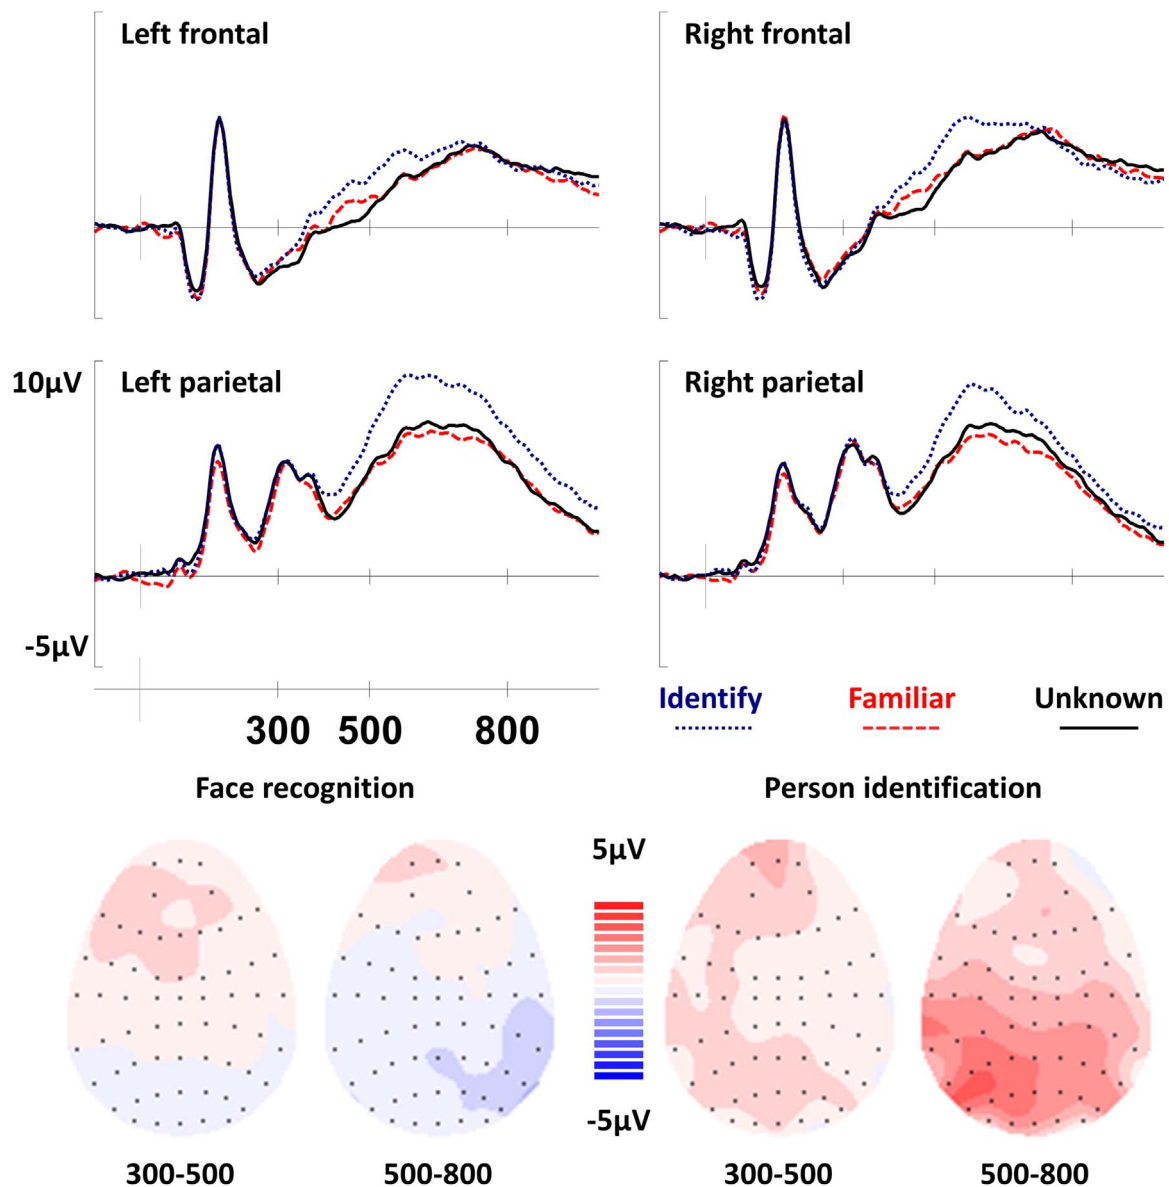 Left frontal
Right frontal
10µV
Left parietal
Right parietal
-5µV
300 500 800
Identify Familiar Unknown
Face recognition
Person identification
5µV
-5µV
300-500
500-800
300-500
500-800